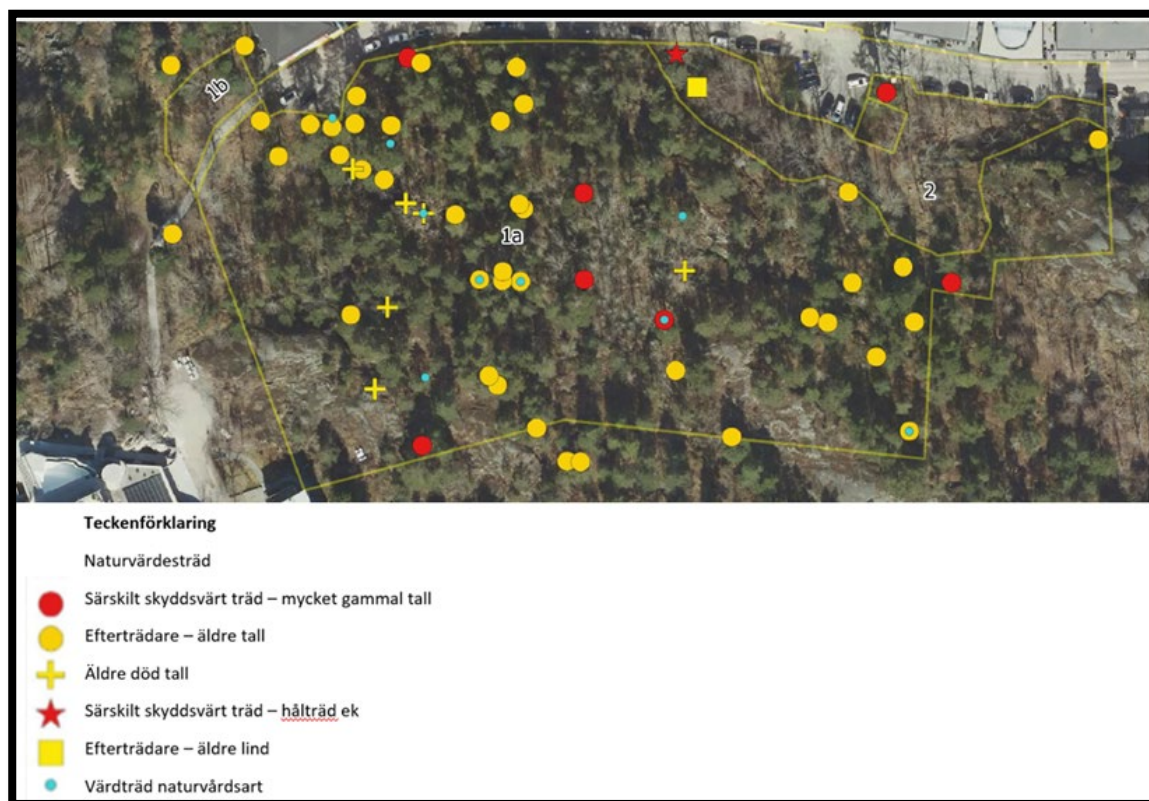 1b
1a
2
Teckenförklaring
Naturvärdesträd
Särskilt skyddsvärt träd – mycket gammal tall
Efterträdare – äldre tall
Äldre död tall
Särskilt skyddsvärt träd – hålträd ek
Efterträdare – äldre lind
Värdträd naturvårdsart